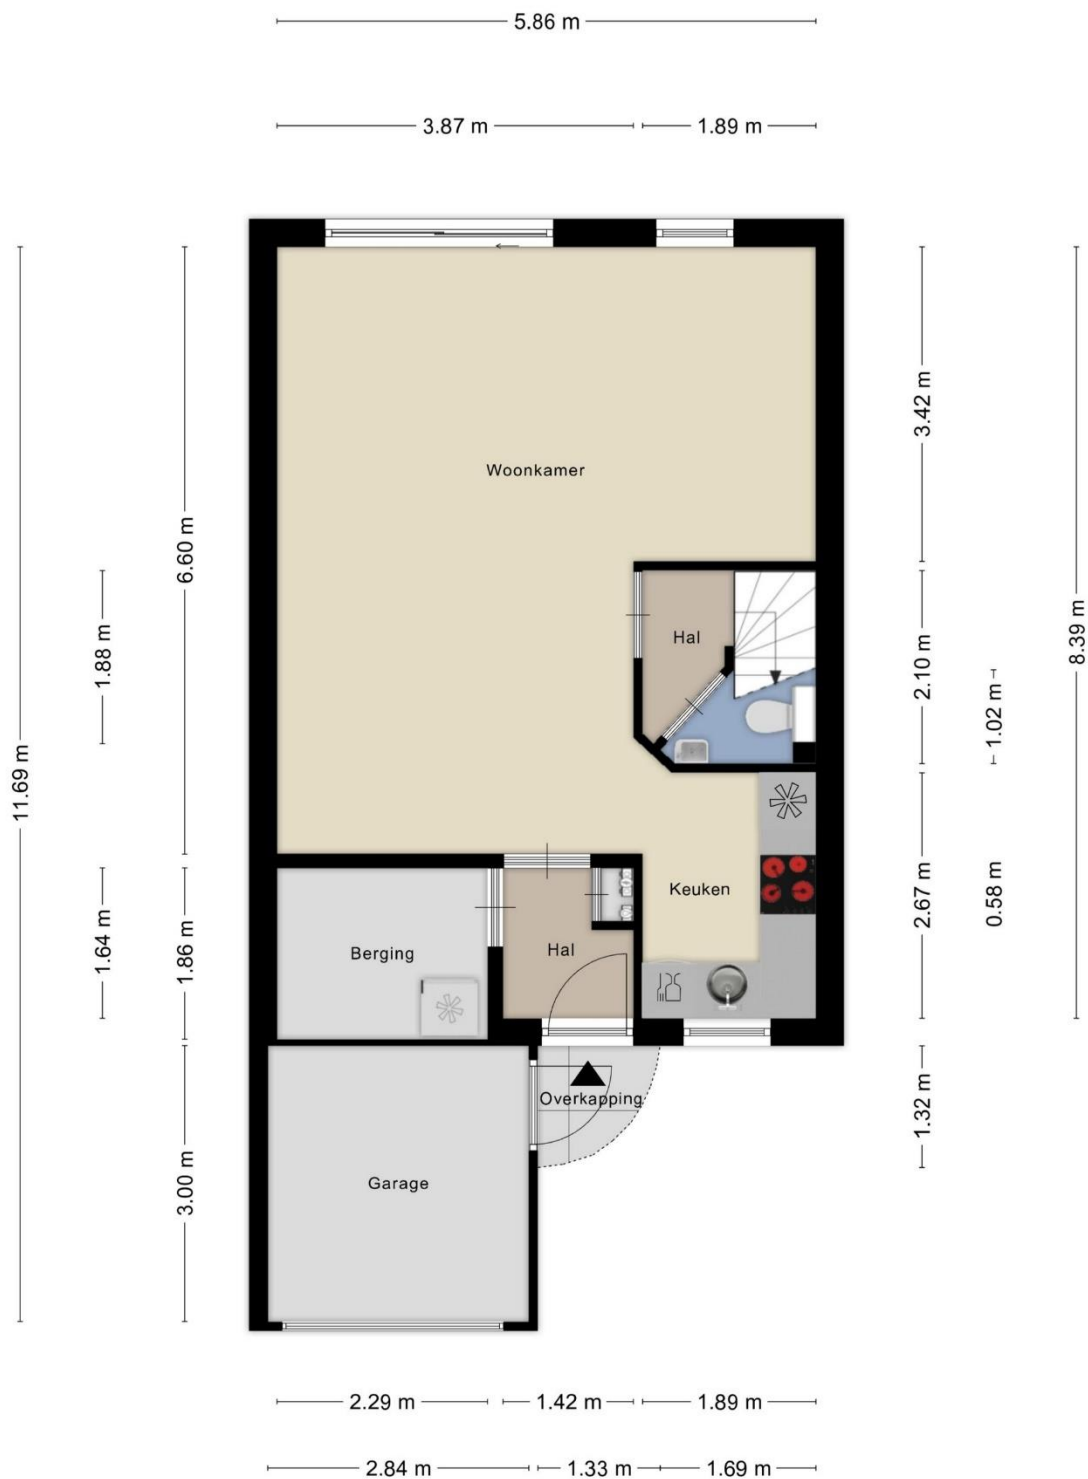 5.86 m
3.87 m
1.89 m
3.42 m
Woonkamer
6.60 m
8.39 m
1.88 m
Hal
2.10 m
1.02 m
11.69 m
Keuken
2.67 m
0.58 m
1.64 m
1.86 m
Berging
Hal
Overkapping
1.32 m
Garage
3.00 m
2.29 m
1.42 m
1.89 m
2.84 m
1.33 m
1.69 m